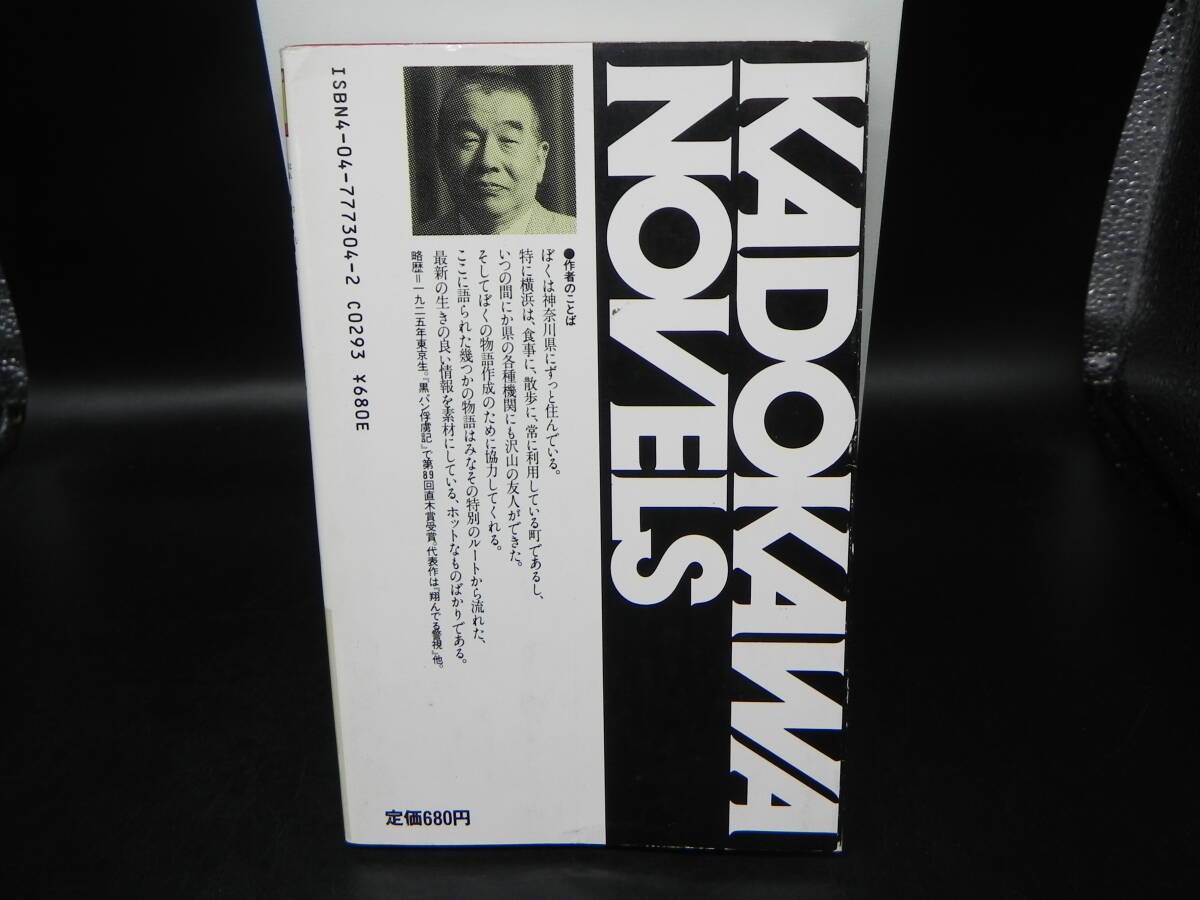 KADOKAWA
NOVELS
●作者のことば
ぼくは神奈川県にずっと住んでいる。
特に横浜は、食事に、散歩に、常に利用している町であるし、
いつの間にか県の各種機関にも沢山の友人ができた。
そしてぼくの物語作成のために協力してくれる。
ここに語られた幾つかの物語はみなその特別のルートから流れた、
最新の生きの良い情報を素材にしている、ホットなものばかりである。
略歴＝一九二五年東京生。『黒パン俘虜記』で第89回直木賞受賞。代表作は『翔んでる警視』他。
ISBN4-04-777304-2 C0293 ¥680E
定価680円